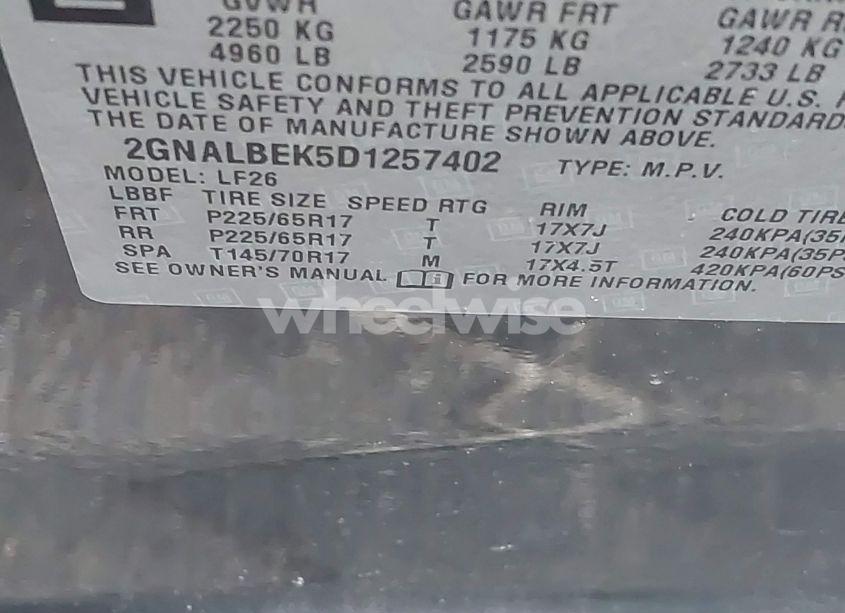 GVWR GAWR FRT GAWR
2250 KG 1175 KG 1240 KG
4960 LB 2590 LB 2733 LB
THIS VEHICLE CONFORMS TO ALL APPLICABLE U.S.
VEHICLE SAFETY AND THEFT PREVENTION STANDARD
THE DATE OF MANUFACTURE SHOWN ABOVE.
2GNALBEK5D1257402 TYPE: M.P.V.
MODEL: LF26
LBBF TIRE SIZE SPEED RTG RIM COLD TIRE
FRT P225/65R17 T 17X7J 240KPA(35
RR P225/65R17 T 17X7J 240KPA(35P
SPA T145/70R17 M 17X4.5T 420KPA(60PS
SEE OWNER'S MANUAL FOR MORE INFORMATION.
wheelwise